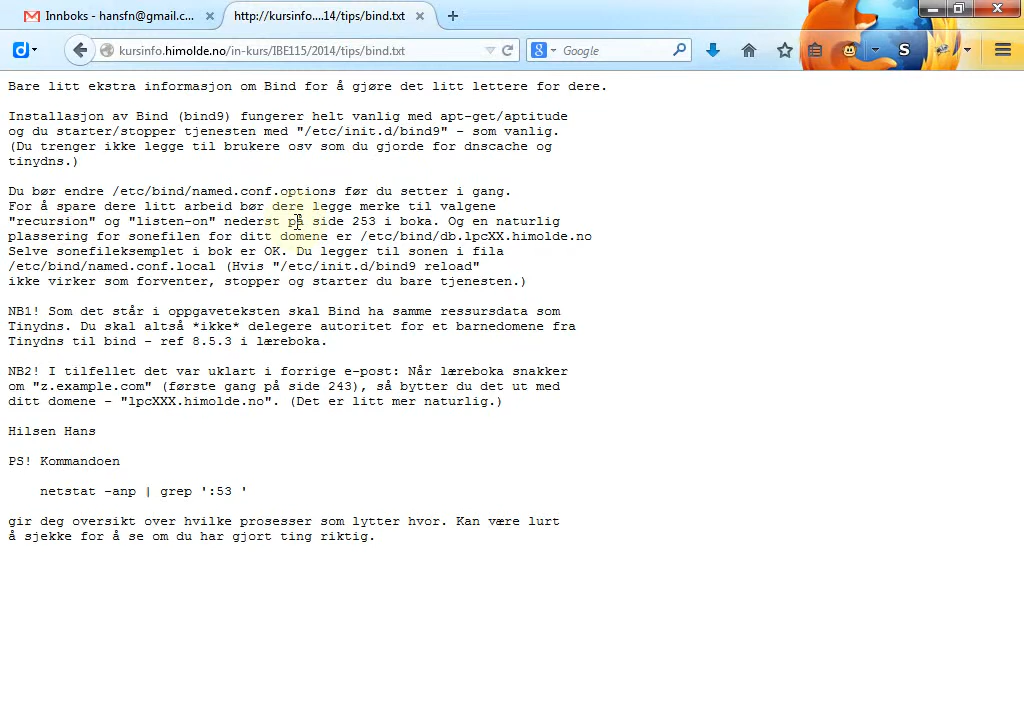 Innboks - hansfn@gmail.c...
http://kursinfo....14/tips/bind.txt
kursinfo.himolde.no/in-kurs/IBE115/2014/tips/bind.txt
Google
Bare litt ekstra informasjon om Bind for å gjøre det litt lettere for dere.
Installasjon av Bind (bind9) fungerer helt vanlig med apt-get/aptitude
og du starter/stopper tjenesten med "/etc/init.d/bind9" - som vanlig.
(Du trenger ikke legge til brukere osv som du gjorde for dnscache og
tinydns.)
Du bør endre /etc/bind/named.conf.options før du setter i gang.
For å spare dere litt arbeid bør dere legge merke til valgene
"recursion" og "listen-on" nederst på side 253 i boka. Og en naturlig
plassering for sonefilen for ditt domene er /etc/bind/db.lpcXX.himolde.no
Selve sonefileksemplet i bok er OK. Du legger til sonen i fila
/etc/bind/named.conf.local (Hvis "/etc/init.d/bind9 reload"
ikke virker som forventer, stopper og starter du bare tjenesten.)
NB1! Som det står i oppgaveteksten skal Bind ha samme ressursdata som
Tinydns. Du skal altså *ikke* delegere autoritet for et barnedomene fra
Tinydns til bind - ref 8.5.3 i læreboka.
NB2! I tilfellet det var uklart i forrige e-post: Når læreboka snakker
om "z.example.com" (første gang på side 243), så bytter du det ut med
ditt domene - "lpcXXX.himolde.no". (Det er litt mer naturlig.)
Hilsen Hans
PS! Kommandoen
netstat -anp | grep ':53 '
gir deg oversikt over hvilke prosesser som lytter hvor. Kan være lurt
å sjekke for å se om du har gjort ting riktig.